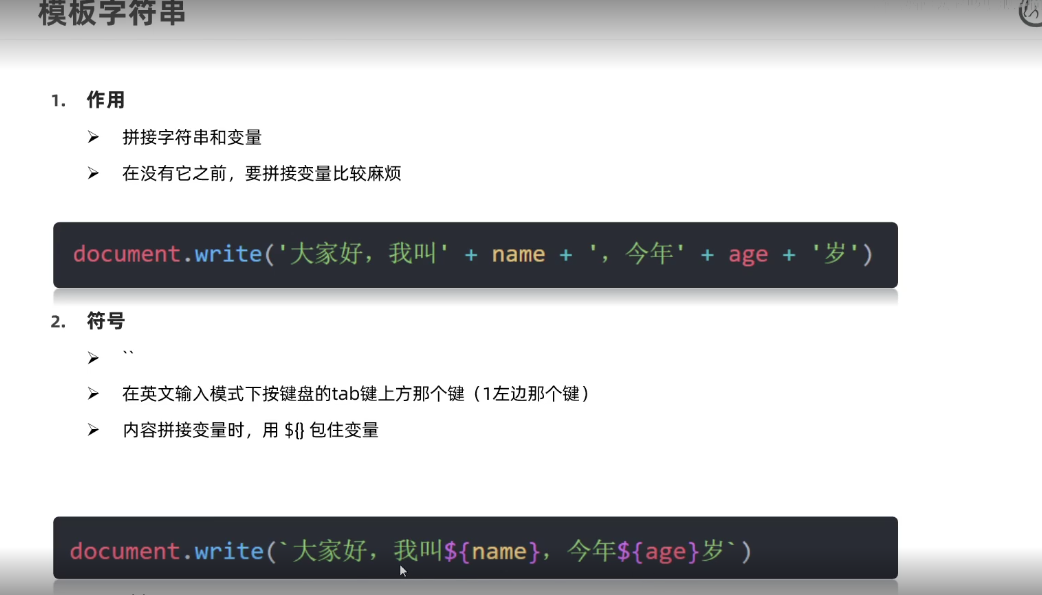 模板字符串
1. 作用
➢ 拼接字符串和变量
➢ 在没有它之前，要拼接变量比较麻烦
document.write('大家好，我叫' + name + '，今年' + age + '岁')
2. 符号
➢ ``
➢ 在英文输入模式下按键盘的tab键上方那个键（1左边那个键）
➢ 内容拼接变量时，用 ${} 包住变量
document.write(`大家好，我叫${name}，今年${age}岁`)